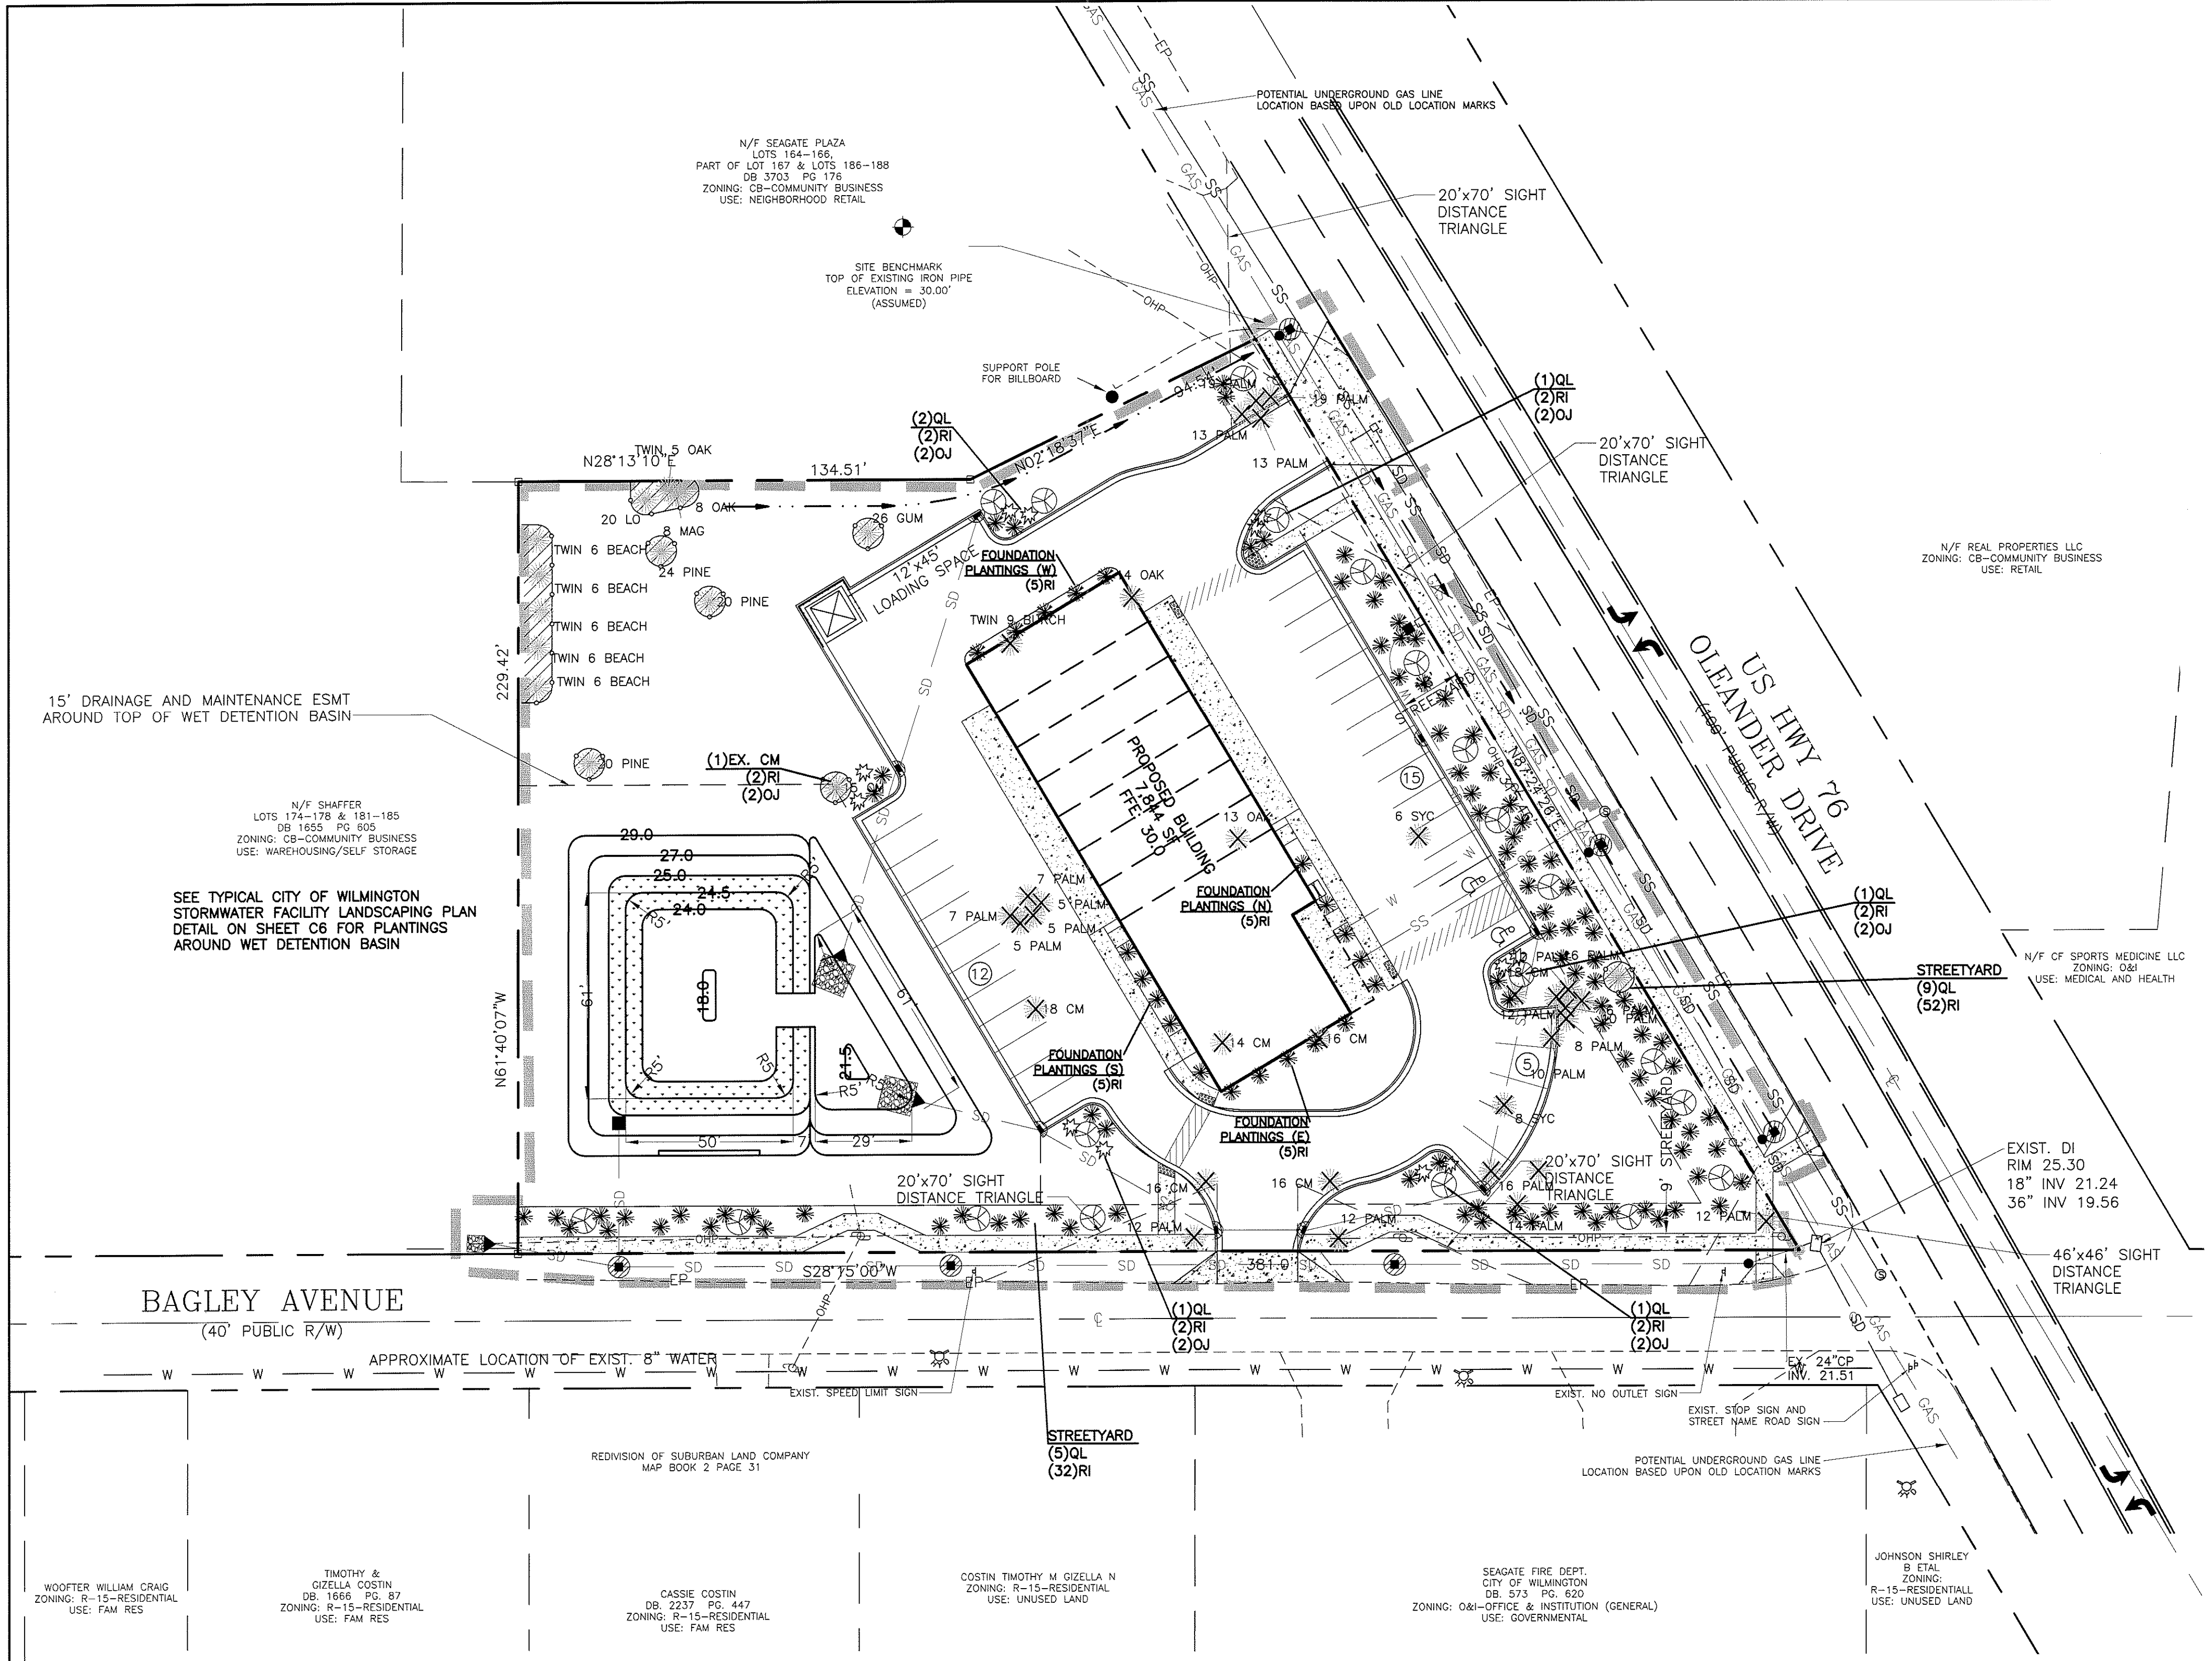 POTENTIAL UNDERGROUND GAS LINE
LOCATION BASED UPON OLD LOCATION MARKS
N/F SEAGATE PLAZA
LOTS 164-166,
PART OF LOT 167 & LOTS 186-188
DB 3703 PG 176
ZONING: CB-COMMUNITY BUSINESS
USE: NEIGHBORHOOD RETAIL
20'x70' SIGHT
DISTANCE
TRIANGLE
SITE BENCHMARK
TOP OF EXISTING IRON PIPE
ELEVATION = 30.00'
(ASSUMED)
SUPPORT POLE
FOR BILLBOARD
94.54'
19 PALM
13 PALM
13 PALM
(1)QL
(2)RI
(2)OJ
(2)QL
(2)RI
(2)OJ
20'x70' SIGHT
DISTANCE
TRIANGLE
TWIN 5 OAK
N28°13'10"E
134.51'
N02°18'37"E
20 LO
8 OAK
8 MAG
26 GUM
TWIN 6 BEACH
24 PINE
TWIN 6 BEACH
20 PINE
TWIN 6 BEACH
TWIN 6 BEACH
TWIN 6 BEACH
12'x45'
LOADING SPACE
FOUNDATION
PLANTINGS (W)
(5)RI
14 OAK
TWIN 9 BURCH
N/F REAL PROPERTIES LLC
ZONING: CB-COMMUNITY BUSINESS
USE: RETAIL
US HWY 76
OLEANDER DRIVE
(100' PUBLIC R/W)
229.42'
15' DRAINAGE AND MAINTENANCE ESMT
AROUND TOP OF WET DETENTION BASIN
20 PINE
(1)EX. CM
(2)RI
(2)OJ
PROPOSED BUILDING
7,844 SF
FFE: 30.0
15
6 SYC
13 OAK
N/F SHAFFER
LOTS 174-178 & 181-185
DB 1655 PG 605
ZONING: CB-COMMUNITY BUSINESS
USE: WAREHOUSING/SELF STORAGE
SEE TYPICAL CITY OF WILMINGTON
STORMWATER FACILITY LANDSCAPING PLAN
DETAIL ON SHEET C6 FOR PLANTINGS
AROUND WET DETENTION BASIN
29.0
27.0
25.0
24.5
24.0
R5'
R5'
R5'
R5'
R5'
R5'
18.0
21.5
61'
67'
50'
7'
29'
7 PALM
7 PALM
5 PALM
5 PALM
5 PALM
12
18 CM
FOUNDATION
PLANTINGS (N)
(5)RI
(1)QL
(2)RI
(2)OJ
STREETYARD
(9)QL
(52)RI
N/F CF SPORTS MEDICINE LLC
ZONING: O&I
USE: MEDICAL AND HEALTH
18 CM
12 PALM
8 PALM
10 PALM
5
8 SYC
N61°40'07"W
14 CM
16 CM
FOUNDATION
PLANTINGS (S)
(5)RI
FOUNDATION
PLANTINGS (E)
(5)RI
STREETYARD
9'
EXIST. DI
RIM 25.30
18" INV 21.24
36" INV 19.56
20'x70' SIGHT
DISTANCE TRIANGLE
16 CM
16 CM
20'x70' SIGHT
DISTANCE
TRIANGLE
16 PALM
12 PALM
12 PALM
14 PALM
12 PALM
46'x46' SIGHT
DISTANCE
TRIANGLE
S28°15'00"W
381.0'
BAGLEY AVENUE
(40' PUBLIC R/W)
(1)QL
(2)RI
(2)OJ
(1)QL
(2)RI
(2)OJ
APPROXIMATE LOCATION OF EXIST. 8" WATER
W W W W W W W W W W W W W W W W W W
EX. 24"CP
INV. 21.51
EXIST. SPEED LIMIT SIGN
EXIST. NO OUTLET SIGN
EXIST. STOP SIGN AND
STREET NAME ROAD SIGN
STREETYARD
(5)QL
(32)RI
REDIVISION OF SUBURBAN LAND COMPANY
MAP BOOK 2 PAGE 31
POTENTIAL UNDERGROUND GAS LINE
LOCATION BASED UPON OLD LOCATION MARKS
WOOFTER WILLIAM CRAIG
ZONING: R-15-RESIDENTIAL
USE: FAM RES
TIMOTHY &
GIZELLA COSTIN
DB. 1666 PG. 87
ZONING: R-15-RESIDENTIAL
USE: FAM RES
CASSIE COSTIN
DB. 2237 PG. 447
ZONING: R-15-RESIDENTIAL
USE: FAM RES
COSTIN TIMOTHY M GIZELLA N
ZONING: R-15-RESIDENTIAL
USE: UNUSED LAND
SEAGATE FIRE DEPT.
CITY OF WILMINGTON
DB. 573 PG. 620
ZONING: O&I-OFFICE & INSTITUTION (GENERAL)
USE: GOVERNMENTAL
JOHNSON SHIRLEY
B ETAL
ZONING:
R-15-RESIDENTIALL
USE: UNUSED LAND